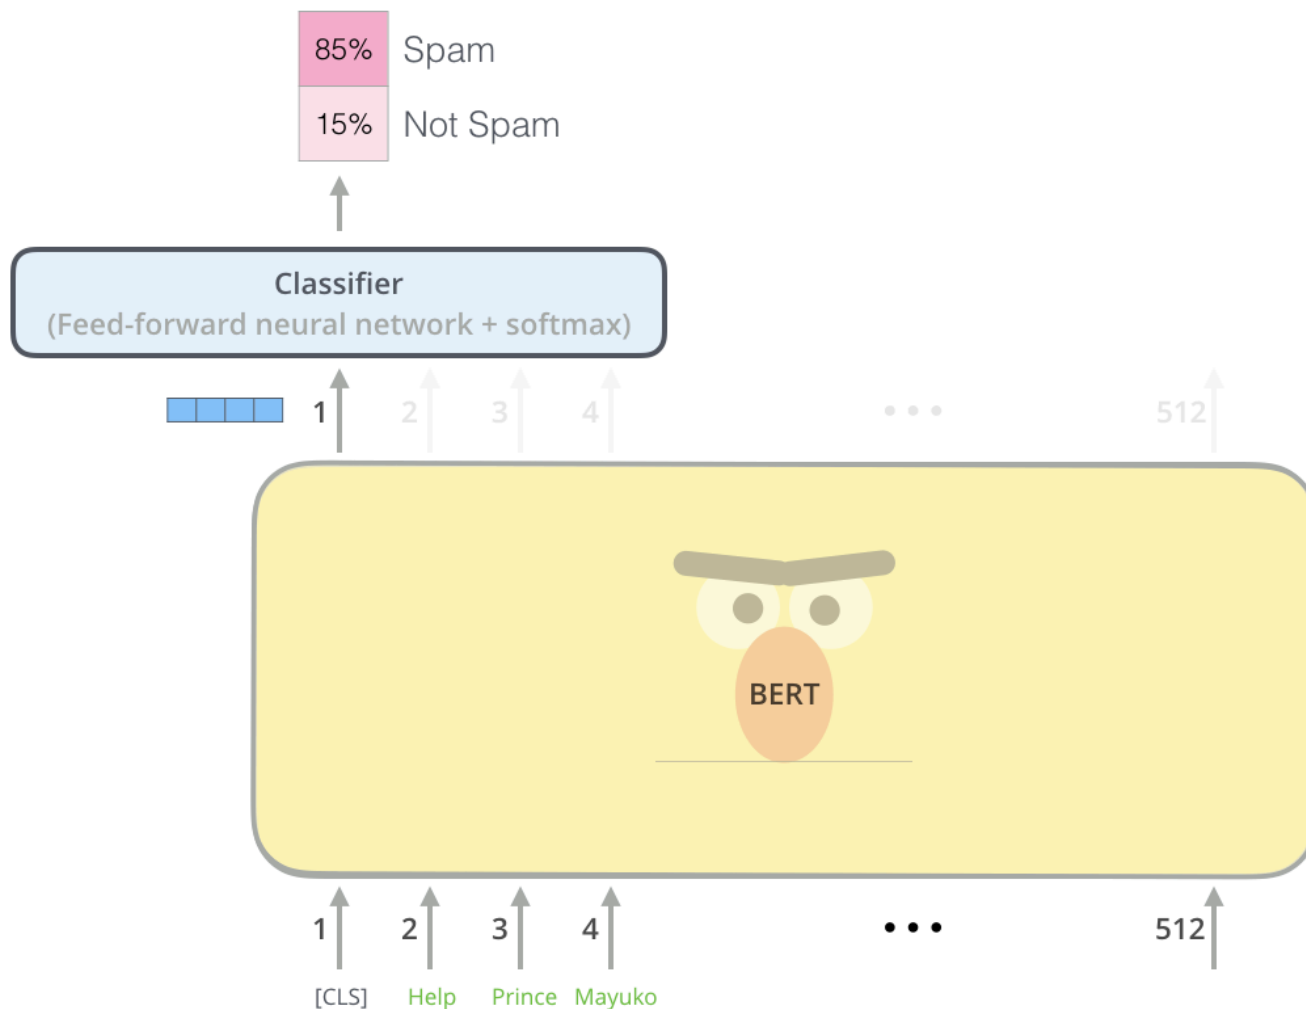 85% Spam
15% Not Spam
Classifier
(Feed-forward neural network + softmax)
1 2 3 4 ••• 512
BERT
1 2 3 4 ••• 512
[CLS] Help Prince Mayuko